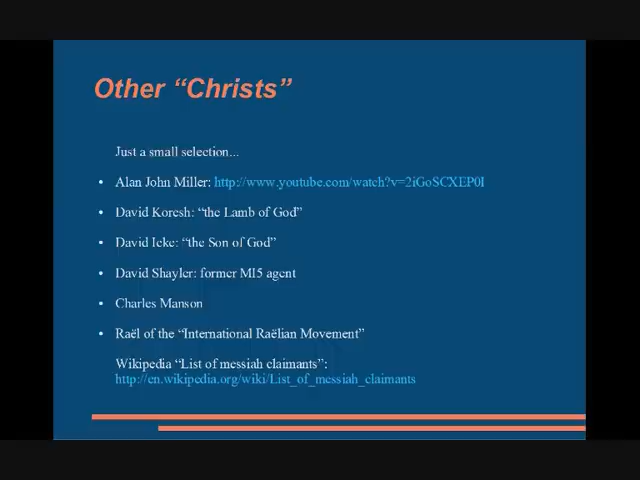 Other “Christs”
Just a small selection...
• Alan John Miller: http://www.youtube.com/watch?v=2iGoSCXEP0I
• David Koresh: “the Lamb of God”
• David Icke: “the Son of God”
• David Shayler: former MI5 agent
• Charles Manson
• Raël of the “International Raëlian Movement”
Wikipedia “List of messiah claimants”:
http://en.wikipedia.org/wiki/List_of_messiah_claimants